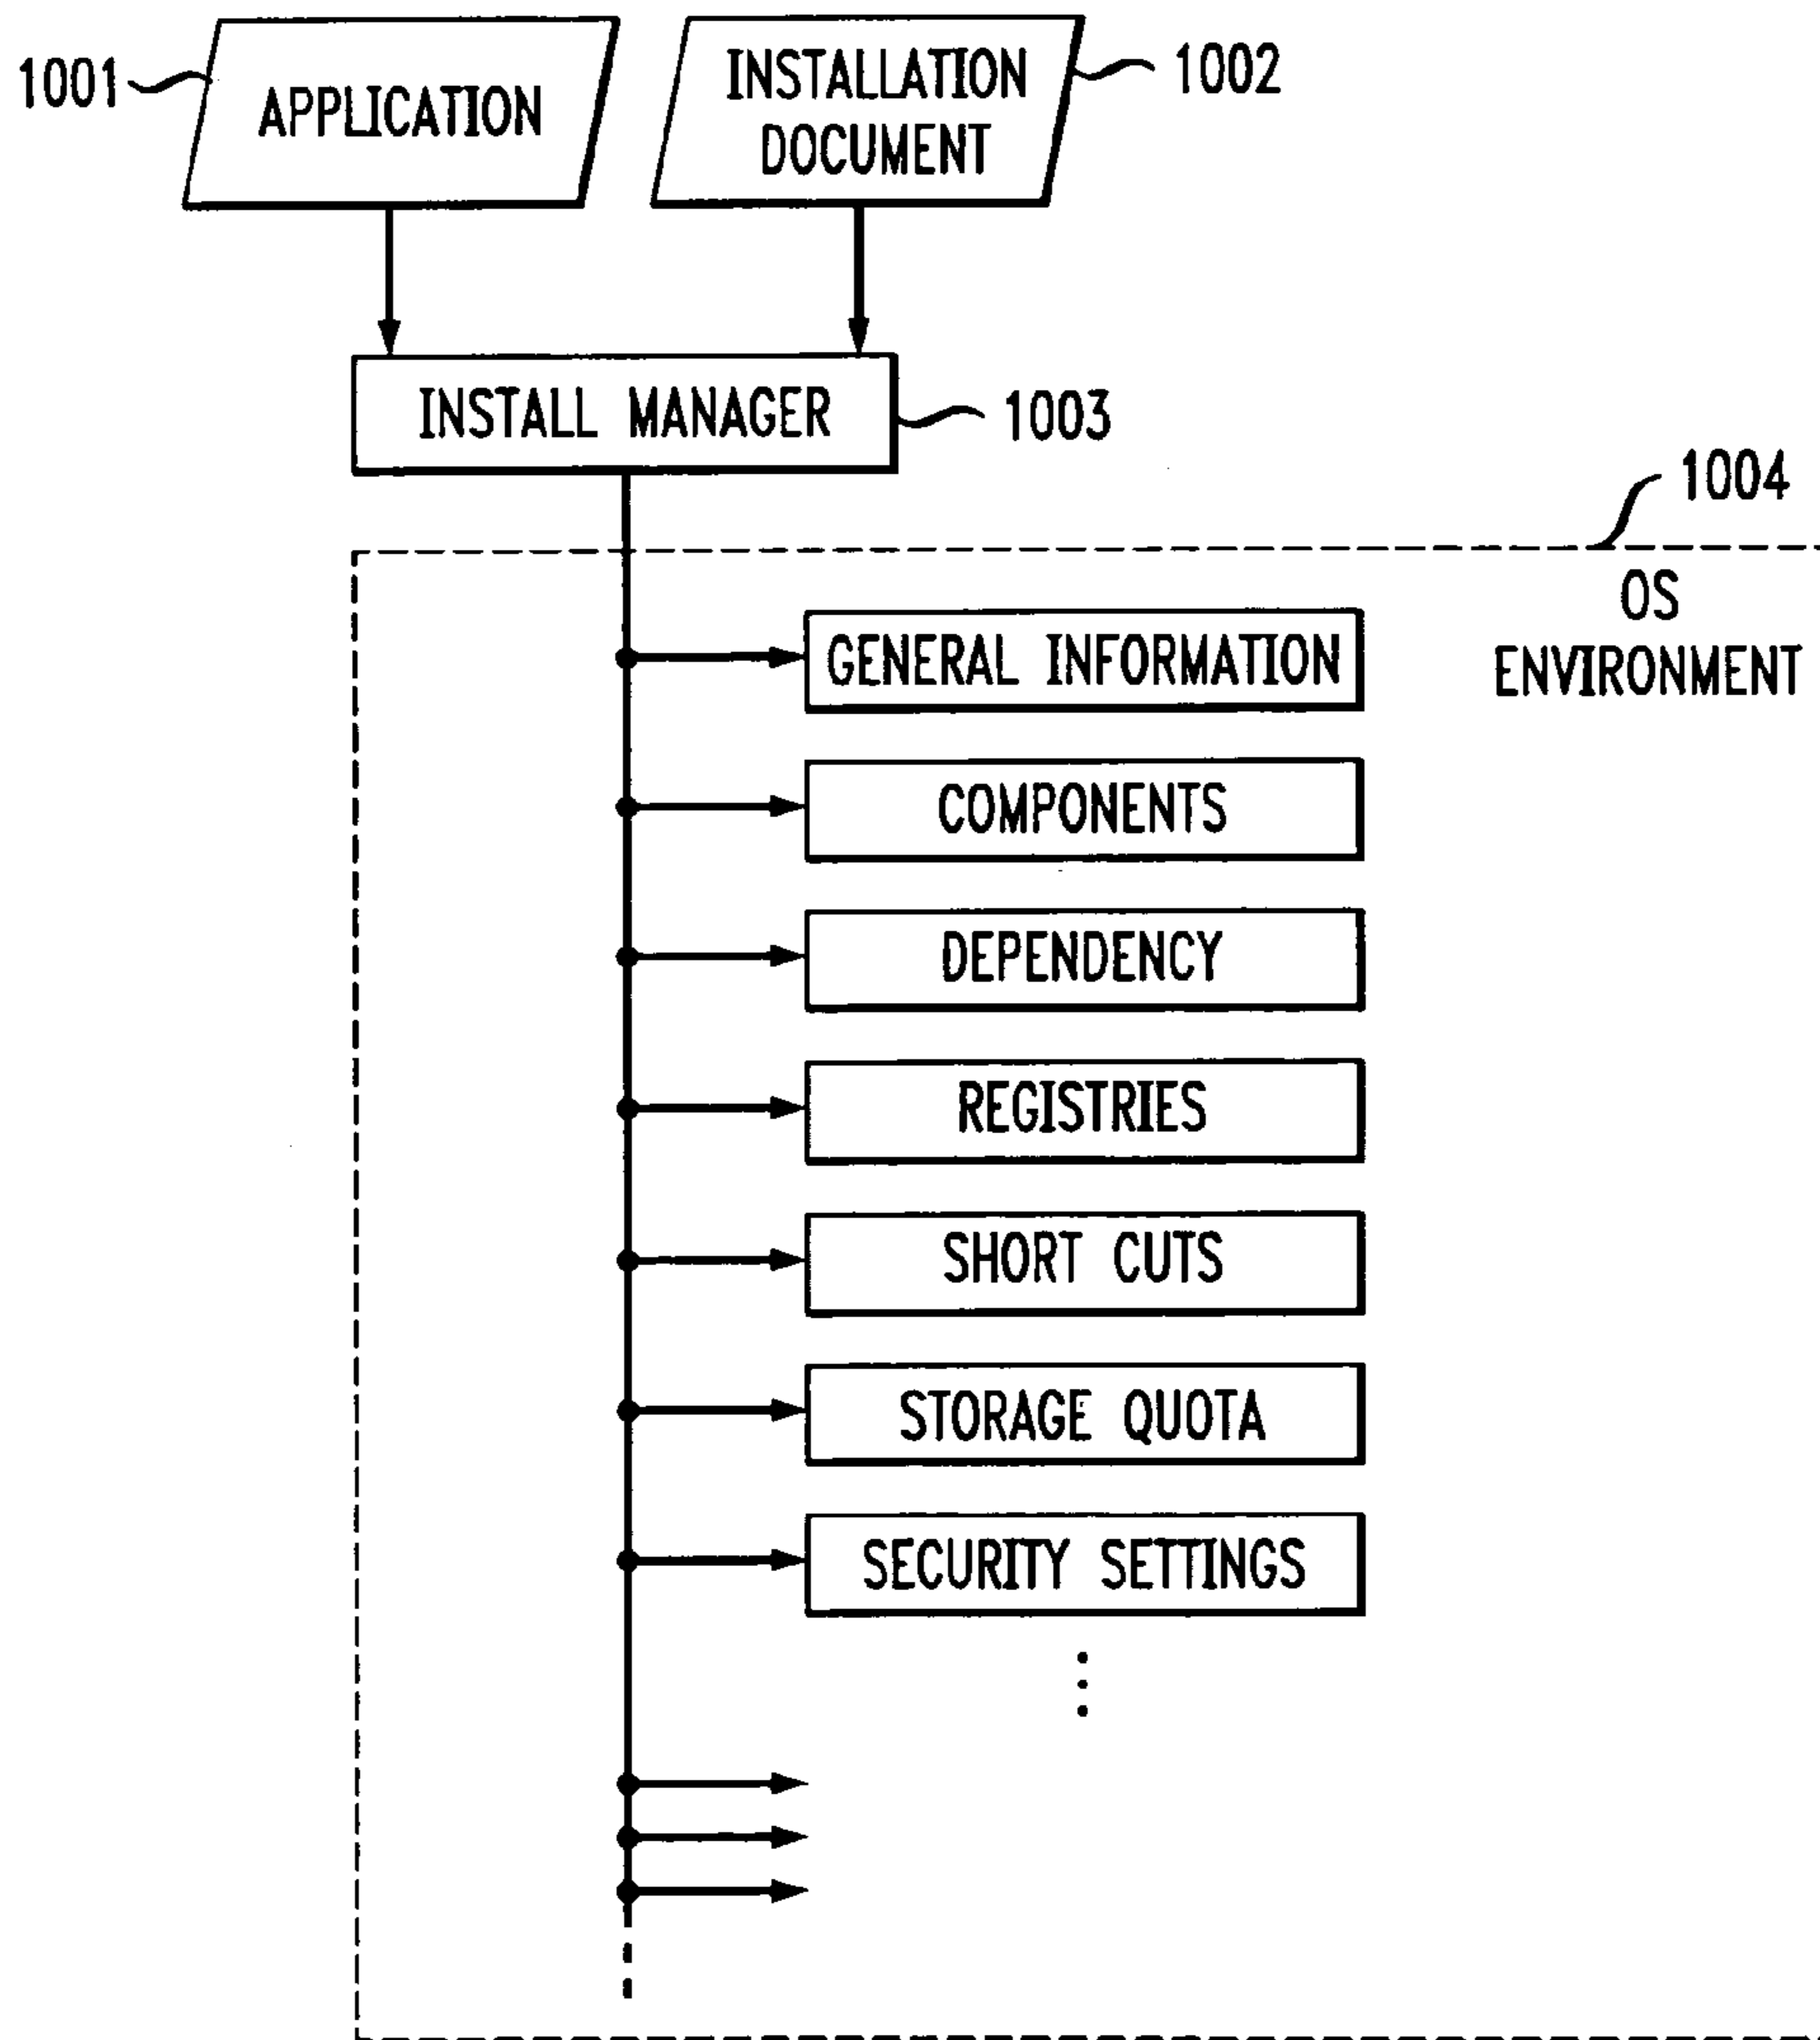 1001
APPLICATION
INSTALLATION
DOCUMENT
1002
INSTALL MANAGER
1003
1004
OS
ENVIRONMENT
GENERAL INFORMATION
COMPONENTS
DEPENDENCY
REGISTRIES
SHORT CUTS
STORAGE QUOTA
SECURITY SETTINGS